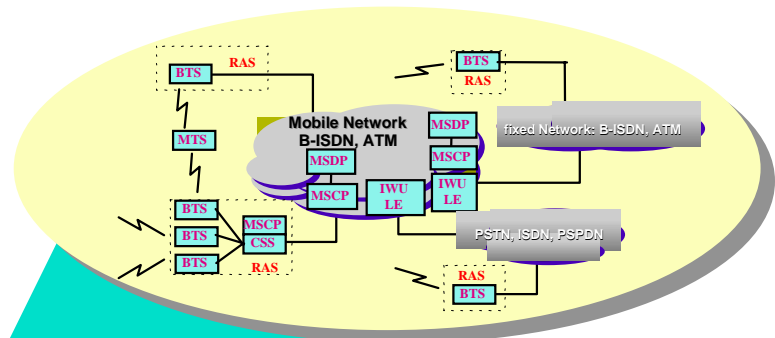 RAS
BTS
BTS
RAS
Mobile Network
B-ISDN, ATM
MSDP
fixed Network: B-ISDN, ATM
MTS
MSDP
MSCP
MSCP
IWU
LE
IWU
LE
BTS
MSCP
BTS
CSS
BTS
RAS
PSTN, ISDN, PSPDN
RAS
BTS